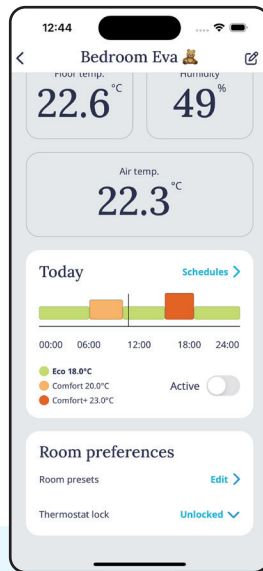 12:44
Bedroom Eva 🧸
Floor temp.
Humidity
22.6 °C
49 %
Air temp.
22.3 °C
Today
Schedules
00:00 06:00 12:00 18:00 24:00
Eco 18.0°C
Comfort 20.0°C
Active
Comfort+ 23.0°C
Room preferences
Room presets
Edit
Thermostat lock
Unlocked